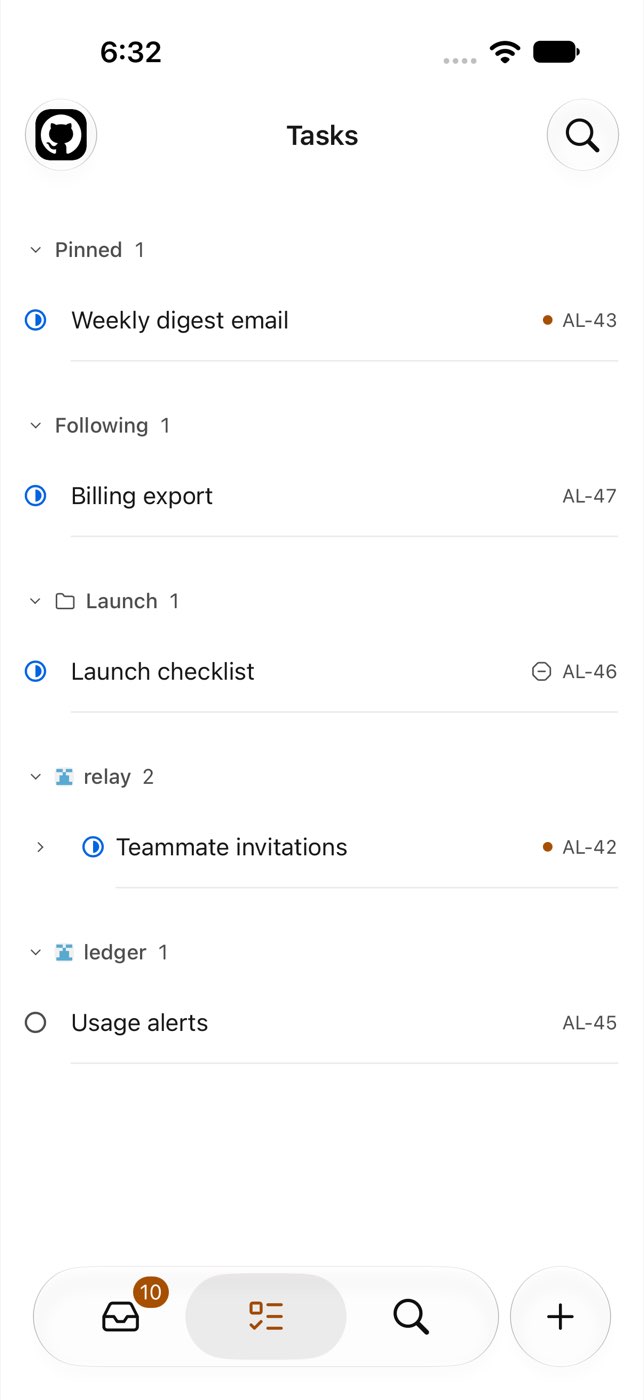 6:32
Tasks
Pinned 1
Weekly digest email AL-43
Following 1
Billing export AL-47
Launch 1
Launch checklist AL-46
relay 2
Teammate invitations AL-42
ledger 1
Usage alerts AL-45
10